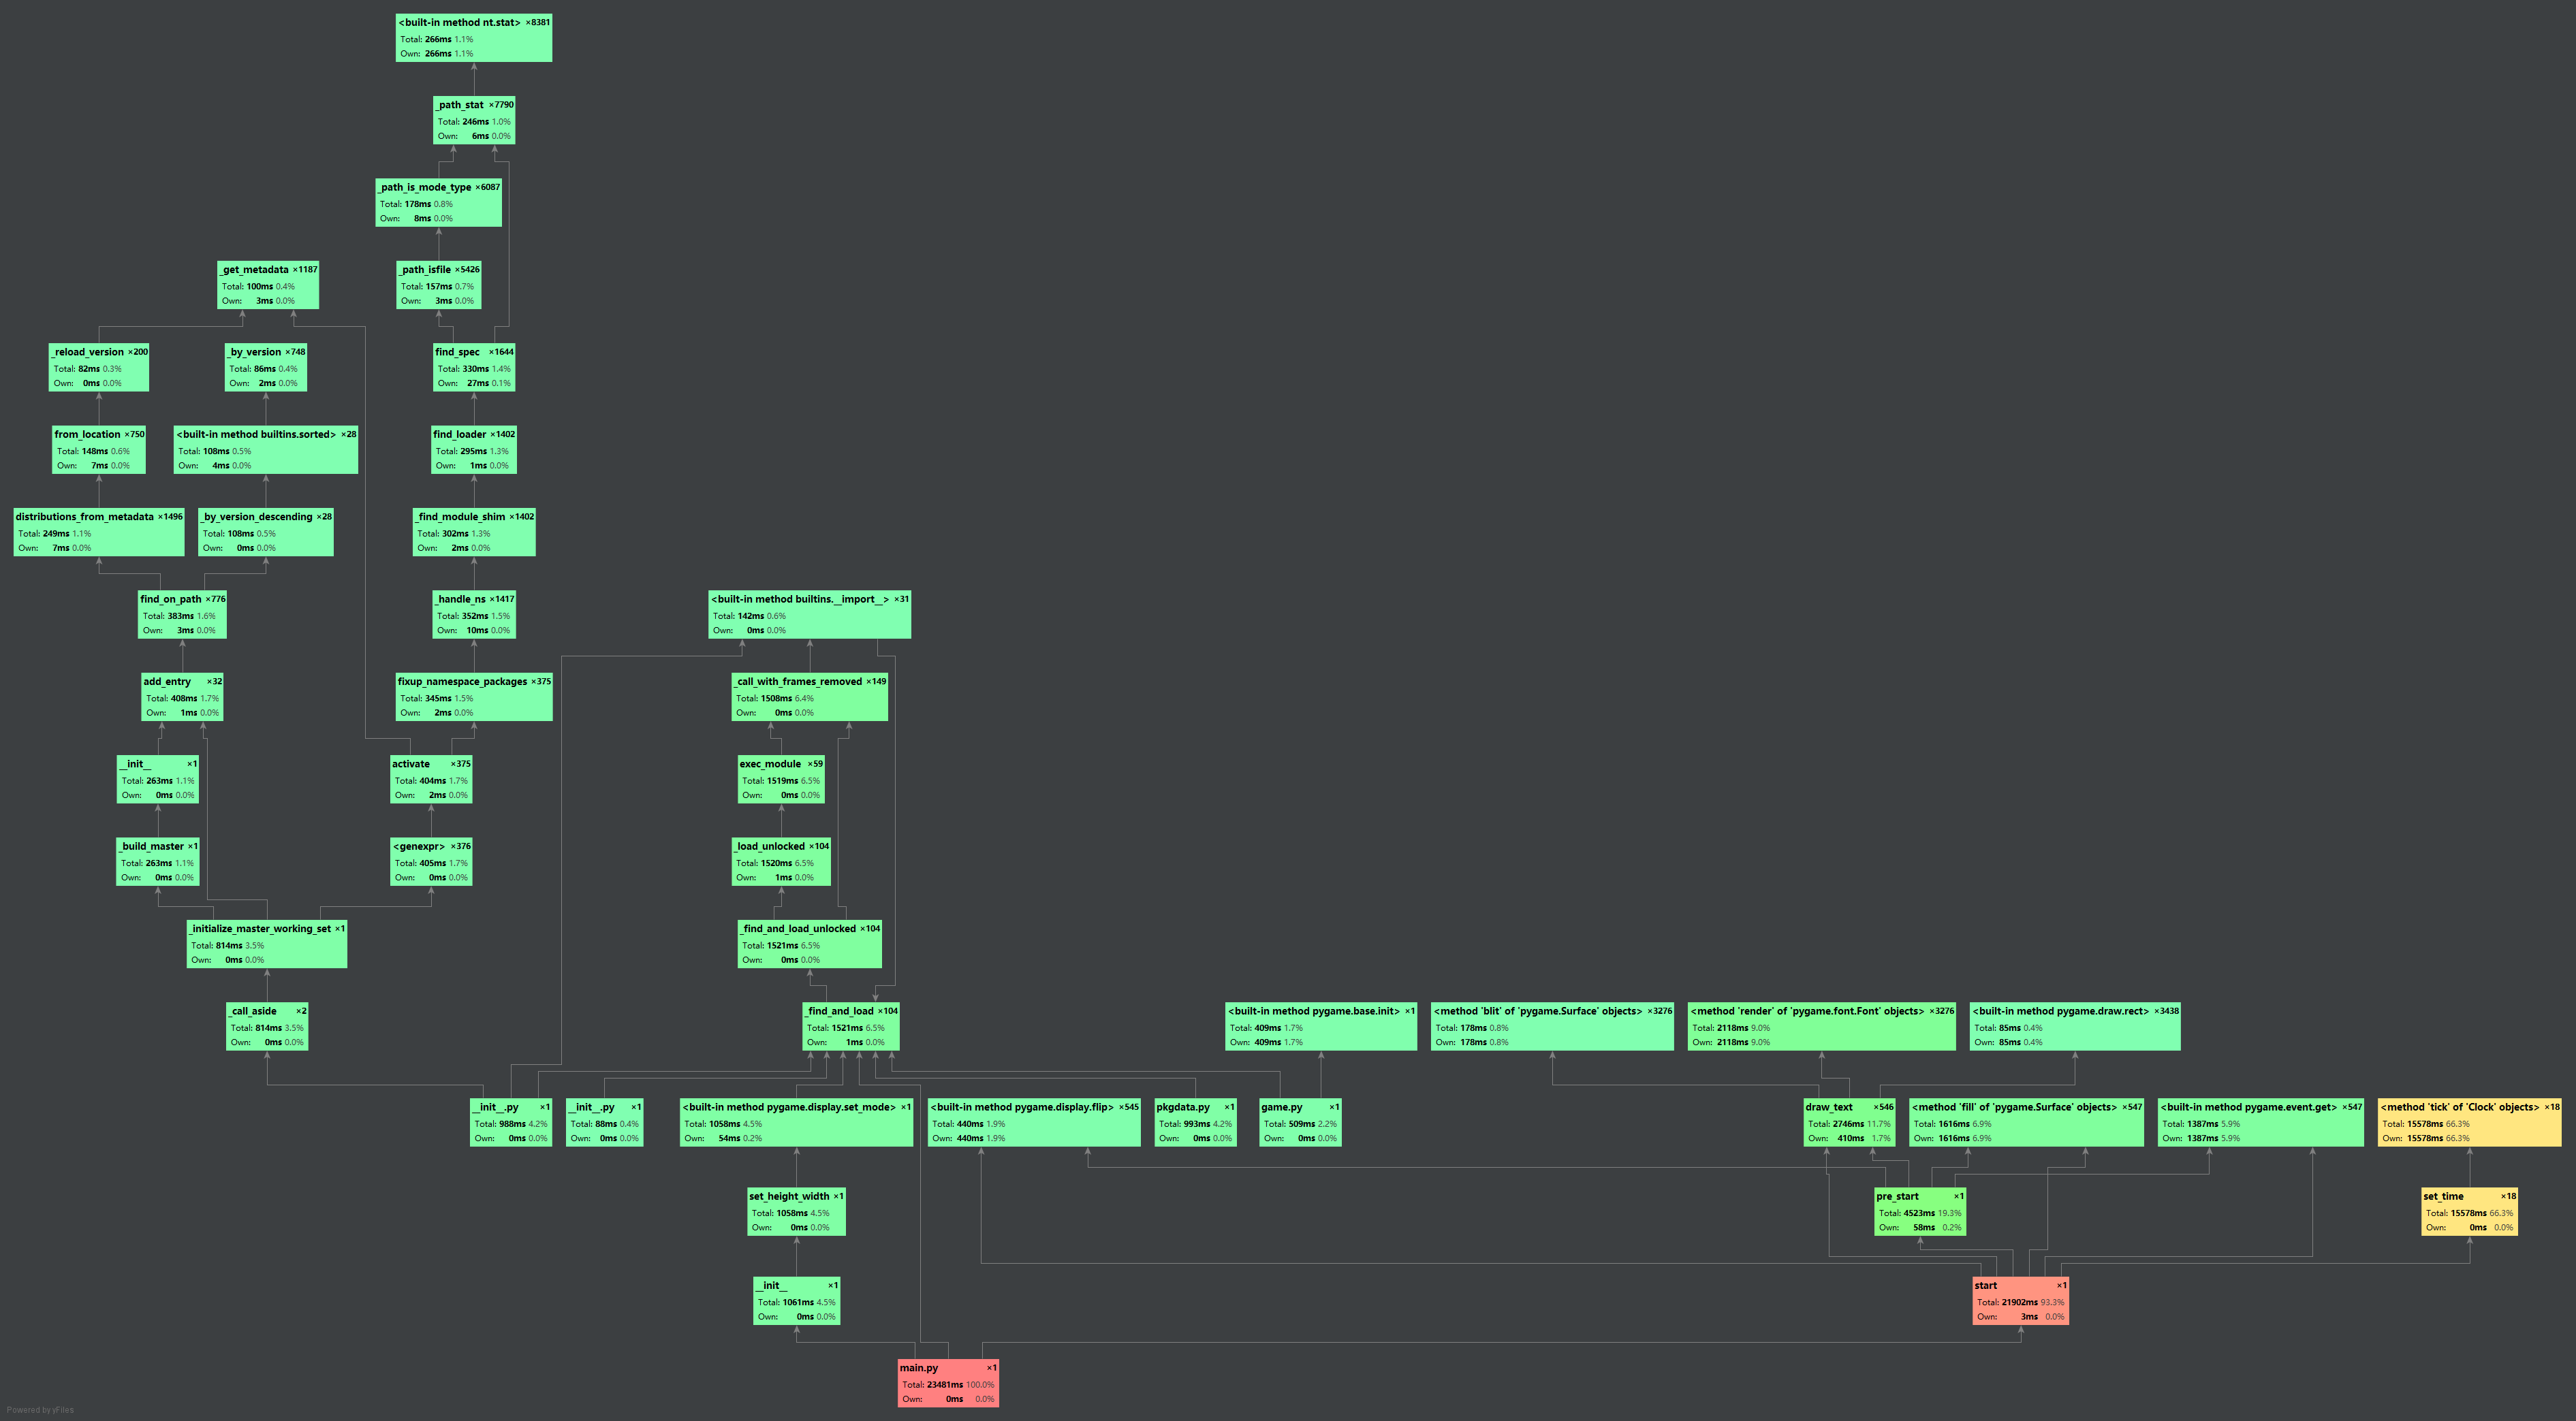 <built-in method nt.stat> ×8381
Total: 266ms 1.1%
Own: 266ms 1.1%
_path_stat ×7790
Total: 246ms 1.0%
Own: 6ms 0.0%
_path_is_mode_type ×6087
Total: 178ms 0.8%
Own: 8ms 0.0%
_get_metadata ×1187
Total: 100ms 0.4%
Own: 3ms 0.0%
_path_isfile ×5426
Total: 157ms 0.7%
Own: 3ms 0.0%
_reload_version ×200
Total: 82ms 0.3%
Own: 0ms 0.0%
_by_version ×748
Total: 86ms 0.4%
Own: 2ms 0.0%
find_spec ×1644
Total: 330ms 1.4%
Own: 27ms 0.1%
from_location ×750
Total: 148ms 0.6%
Own: 7ms 0.0%
<built-in method builtins.sorted> ×28
Total: 108ms 0.5%
Own: 4ms 0.0%
find_loader ×1402
Total: 295ms 1.3%
Own: 1ms 0.0%
distributions_from_metadata ×1496
Total: 249ms 1.1%
Own: 7ms 0.0%
_by_version_descending ×28
Total: 108ms 0.5%
Own: 0ms 0.0%
_find_module_shim ×1402
Total: 302ms 1.3%
Own: 2ms 0.0%
find_on_path ×776
Total: 383ms 1.6%
Own: 3ms 0.0%
_handle_ns ×1417
Total: 352ms 1.5%
Own: 10ms 0.0%
<built-in method builtins.__import__> ×31
Total: 142ms 0.6%
Own: 0ms 0.0%
add_entry ×32
Total: 408ms 1.7%
Own: 1ms 0.0%
fixup_namespace_packages ×375
Total: 345ms 1.5%
Own: 2ms 0.0%
_call_with_frames_removed ×149
Total: 1508ms 6.4%
Own: 0ms 0.0%
__init__ ×1
Total: 263ms 1.1%
Own: 0ms 0.0%
activate ×375
Total: 404ms 1.7%
Own: 2ms 0.0%
exec_module ×59
Total: 1519ms 6.5%
Own: 0ms 0.0%
_build_master ×1
Total: 263ms 1.1%
Own: 0ms 0.0%
<genexpr> ×376
Total: 405ms 1.7%
Own: 0ms 0.0%
_load_unlocked ×104
Total: 1520ms 6.5%
Own: 1ms 0.0%
_initialize_master_working_set ×1
Total: 814ms 3.5%
Own: 0ms 0.0%
_find_and_load_unlocked ×104
Total: 1521ms 6.5%
Own: 0ms 0.0%
_call_aside ×2
Total: 814ms 3.5%
Own: 0ms 0.0%
_find_and_load ×104
Total: 1521ms 6.5%
Own: 1ms 0.0%
<built-in method pygame.base.init> ×1
Total: 409ms 1.7%
Own: 409ms 1.7%
<method 'blit' of 'pygame.Surface' objects> ×3276
Total: 178ms 0.8%
Own: 178ms 0.8%
<method 'render' of 'pygame.font.Font' objects> ×3276
Total: 2118ms 9.0%
Own: 2118ms 9.0%
<built-in method pygame.draw.rect> ×3438
Total: 85ms 0.4%
Own: 85ms 0.4%
__init__.py ×1
Total: 988ms 4.2%
Own: 0ms 0.0%
__init__.py ×1
Total: 88ms 0.4%
Own: 0ms 0.0%
<built-in method pygame.display.set_mode> ×1
Total: 1058ms 4.5%
Own: 54ms 0.2%
<built-in method pygame.display.flip> ×545
Total: 440ms 1.9%
Own: 440ms 1.9%
pkgdata.py ×1
Total: 993ms 4.2%
Own: 0ms 0.0%
game.py ×1
Total: 509ms 2.2%
Own: 0ms 0.0%
draw_text ×546
Total: 2746ms 11.7%
Own: 410ms 1.7%
<method 'fill' of 'pygame.Surface' objects> ×547
Total: 1616ms 6.9%
Own: 1616ms 6.9%
<built-in method pygame.event.get> ×547
Total: 1387ms 5.9%
Own: 1387ms 5.9%
<method 'tick' of 'Clock' objects> ×18
Total: 15578ms 66.3%
Own: 15578ms 66.3%
set_height_width ×1
Total: 1058ms 4.5%
Own: 0ms 0.0%
pre_start ×1
Total: 4523ms 19.3%
Own: 58ms 0.2%
set_time ×18
Total: 15578ms 66.3%
Own: 0ms 0.0%
__init__ ×1
Total: 1061ms 4.5%
Own: 0ms 0.0%
start ×1
Total: 21902ms 93.3%
Own: 3ms 0.0%
main.py ×1
Total: 23481ms 100.0%
Own: 0ms 0.0%
Powered by yFiles